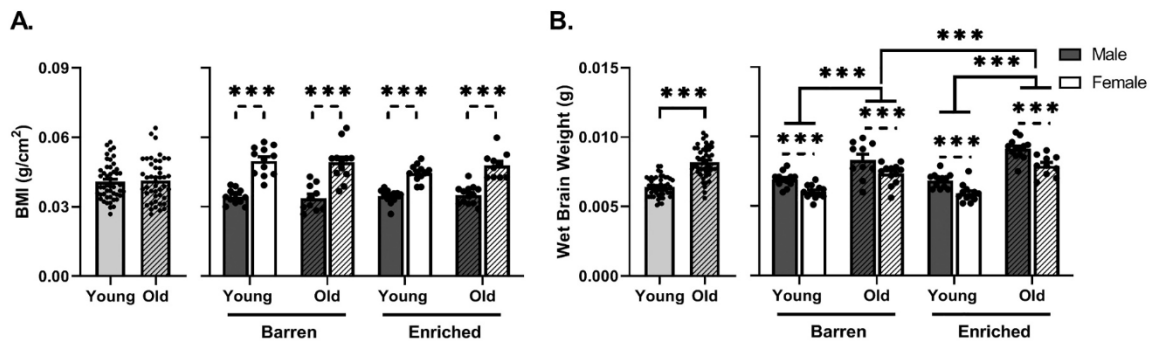 A.
BMI (g/cm²)
0.09
0.06
0.03
0.00
Young Old
*** *** *** ***
Young Old Young Old
Barren Enriched
B.
Wet Brain Weight (g)
0.015
0.010
0.005
0.000
***
Young Old
***
*** ***
*** *** *** ***
Young Old Young Old
Barren Enriched
Male
Female